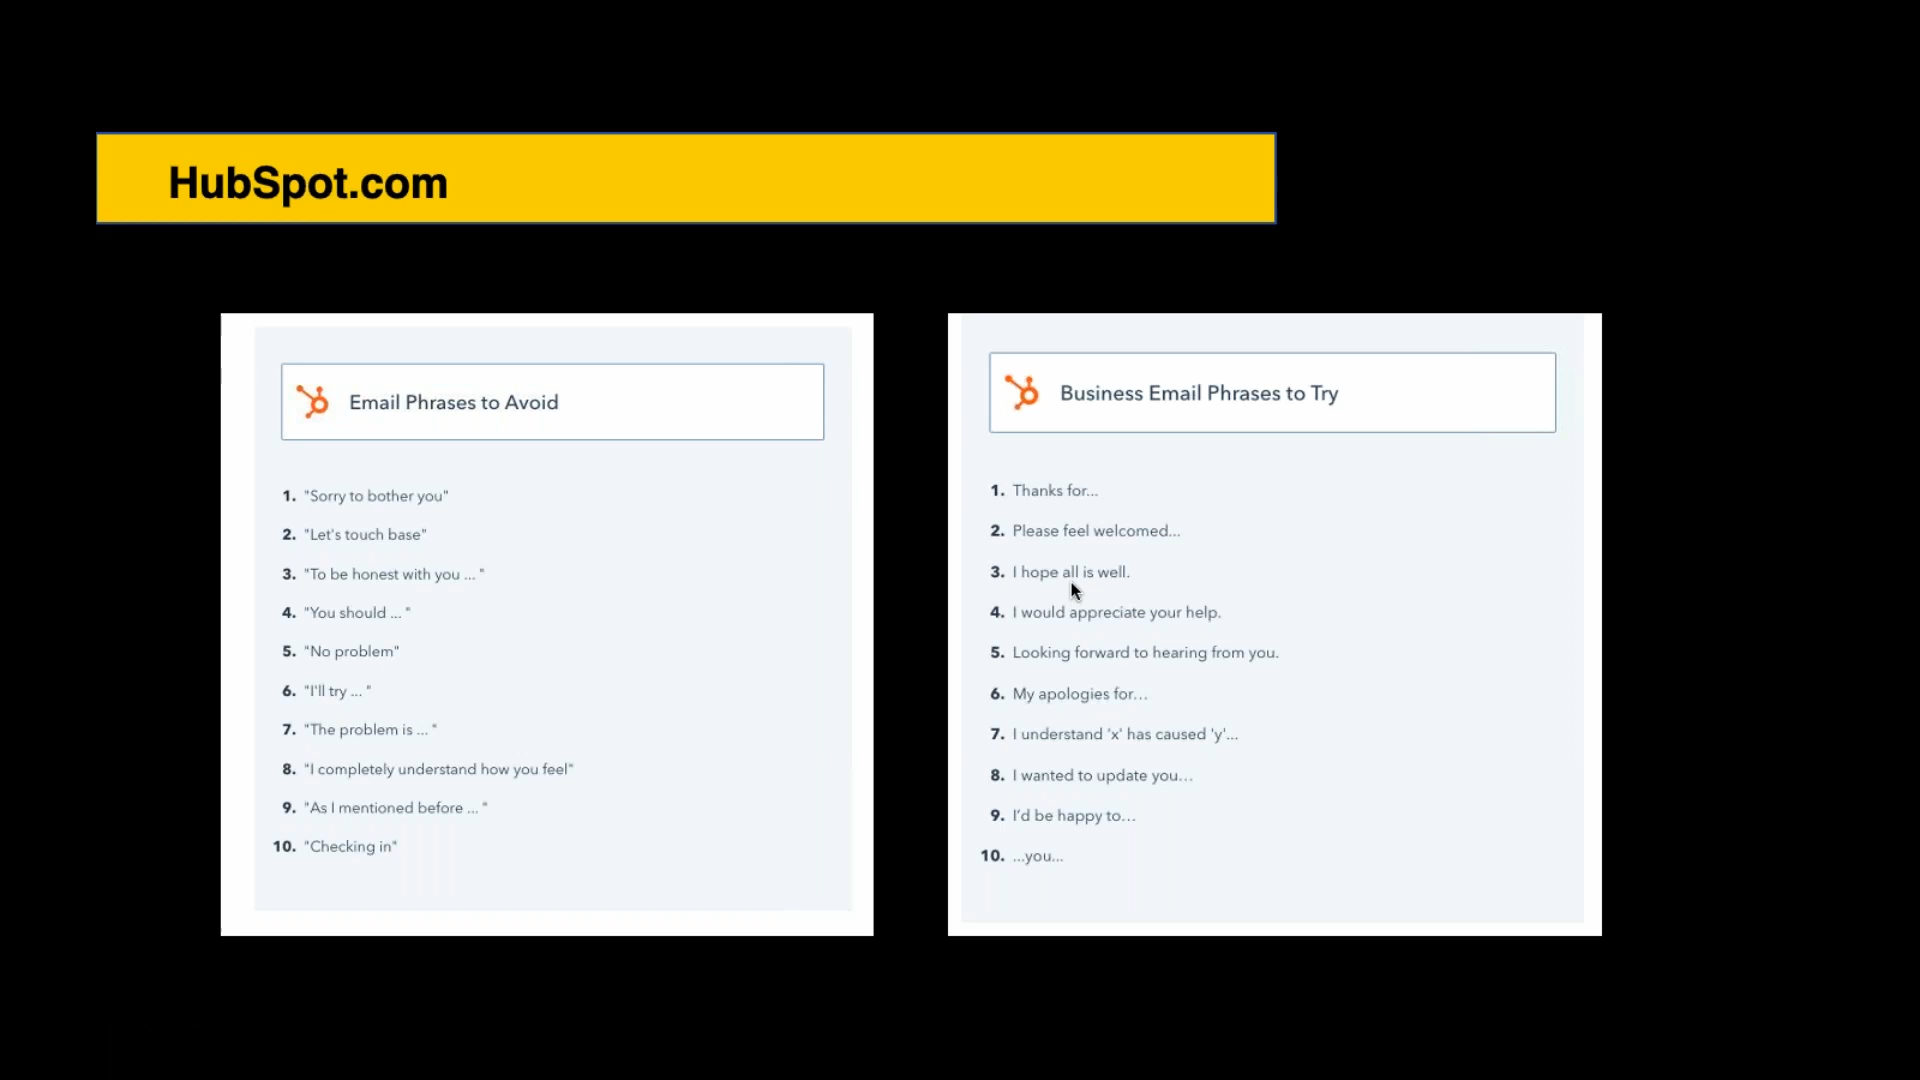 HubSpot.com
Email Phrases to Avoid
1. "Sorry to bother you"
2. "Let's touch base"
3. "To be honest with you ... "
4. "You should ... "
5. "No problem"
6. "I'll try ... "
7. "The problem is ... "
8. "I completely understand how you feel"
9. "As I mentioned before ... "
10. "Checking in"
Business Email Phrases to Try
1. Thanks for...
2. Please feel welcomed...
3. I hope all is well.
4. I would appreciate your help.
5. Looking forward to hearing from you.
6. My apologies for...
7. I understand 'x' has caused 'y'...
8. I wanted to update you...
9. I'd be happy to...
10. ...you...